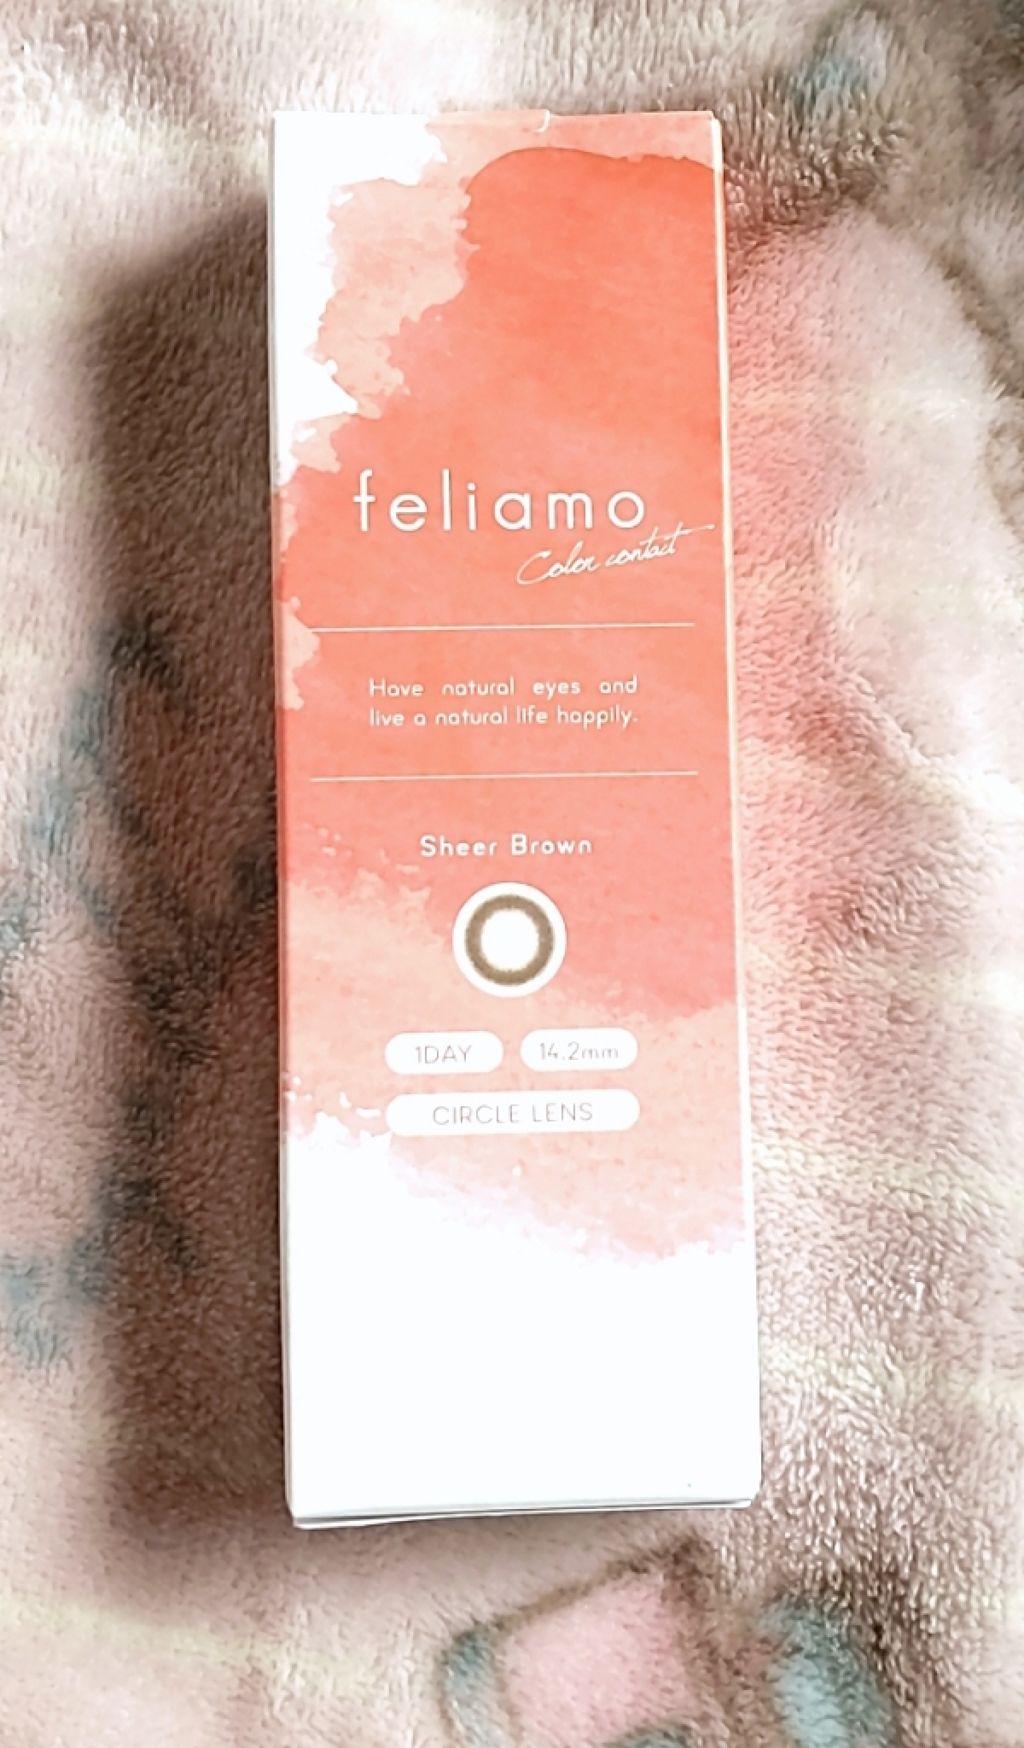 feliamo
Color contact
Have natural eyes and
live a natural life happily.
Sheer Brown
1DAY
14.2mm
CIRCLE LENS